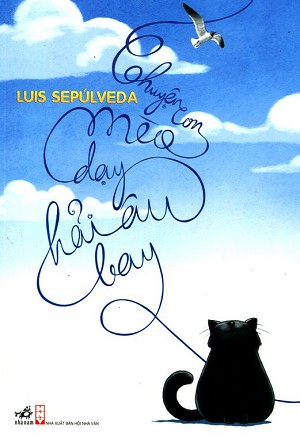 LUIS SEPÚLVEDA
Chuyện con
mèo
dạy
hải âu
bay
nhã nam
NHÀ XUẤT BẢN HỘI NHÀ VĂN